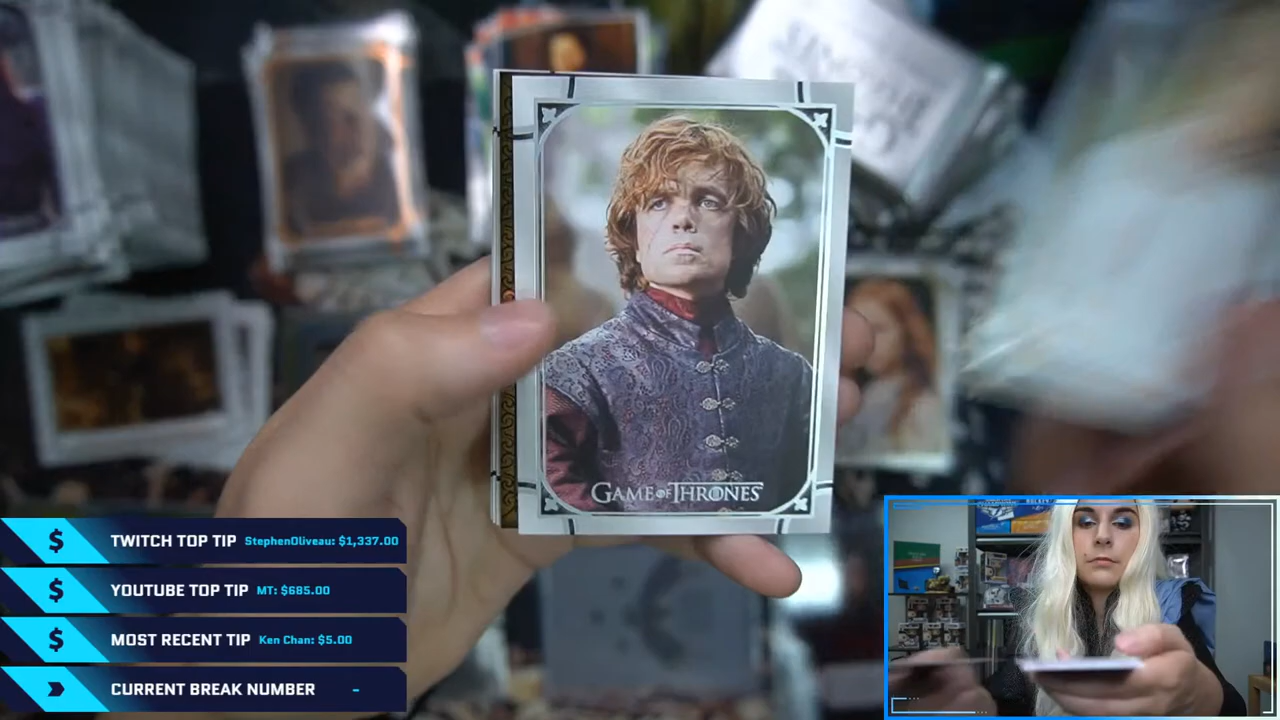 GAME OF THRONES
$ TWITCH TOP TIP StephenOliveau: $1,337.00
$ YOUTUBE TOP TIP MT: $685.00
$ MOST RECENT TIP Ken Chan: $5.00
CURRENT BREAK NUMBER -